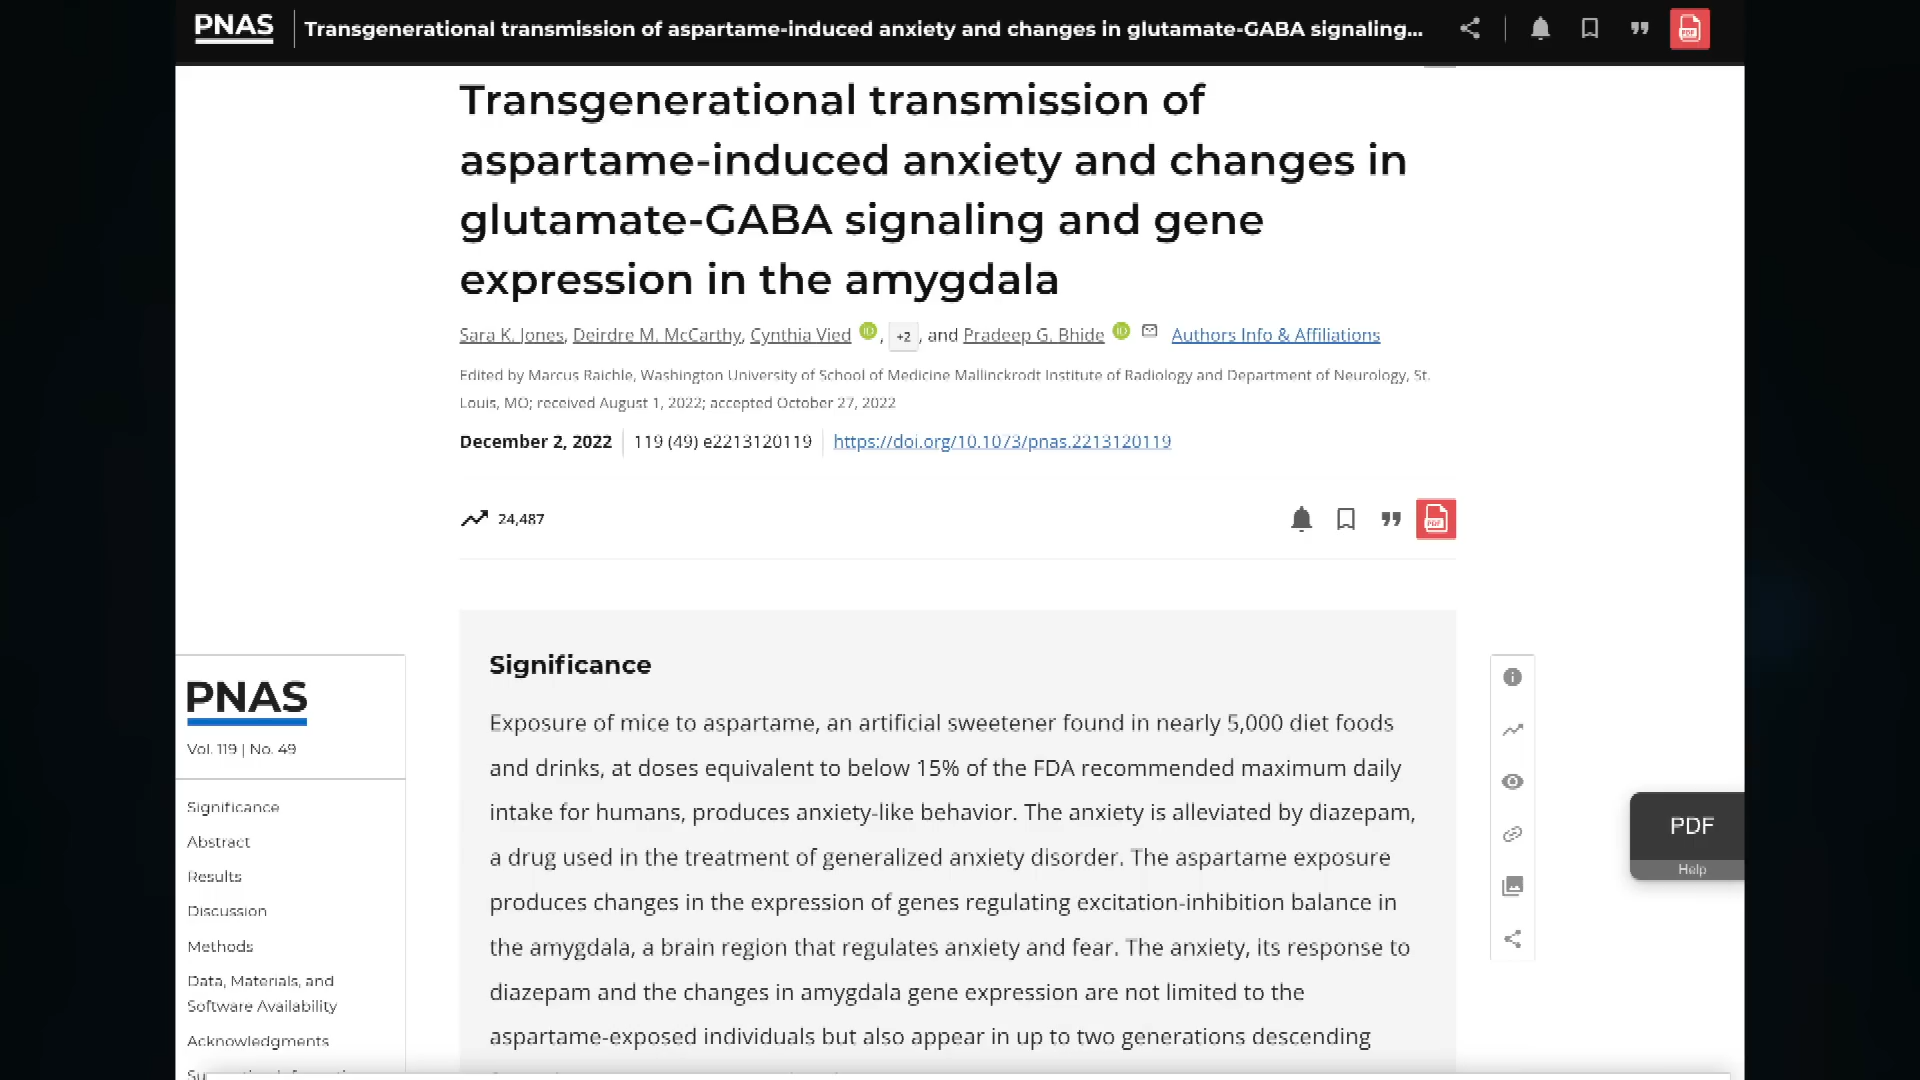 PNAS
Transgenerational transmission of aspartame-induced anxiety and changes in glutamate-GABA signaling...
Transgenerational transmission of
aspartame-induced anxiety and changes in
glutamate-GABA signaling and gene
expression in the amygdala
Sara K. Jones, Deirdre M. McCarthy, Cynthia Vied iD, +2, and Pradeep G. Bhide iD Authors Info & Affiliations
Edited by Marcus Raichle, Washington University of School of Medicine Mallinckrodt Institute of Radiology and Department of Neurology, St.
Louis, MO; received August 1, 2022; accepted October 27, 2022
December 2, 2022 119 (49) e2213120119 https://doi.org/10.1073/pnas.2213120119
24,487
PDF
Significance
Exposure of mice to aspartame, an artificial sweetener found in nearly 5,000 diet foods
and drinks, at doses equivalent to below 15% of the FDA recommended maximum daily
intake for humans, produces anxiety-like behavior. The anxiety is alleviated by diazepam,
a drug used in the treatment of generalized anxiety disorder. The aspartame exposure
produces changes in the expression of genes regulating excitation-inhibition balance in
the amygdala, a brain region that regulates anxiety and fear. The anxiety, its response to
diazepam and the changes in amygdala gene expression are not limited to the
aspartame-exposed individuals but also appear in up to two generations descending
PNAS
Vol. 119 | No. 49
Significance
Abstract
Results
Discussion
Methods
Data, Materials, and
Software Availability
Acknowledgments
PDF
Help